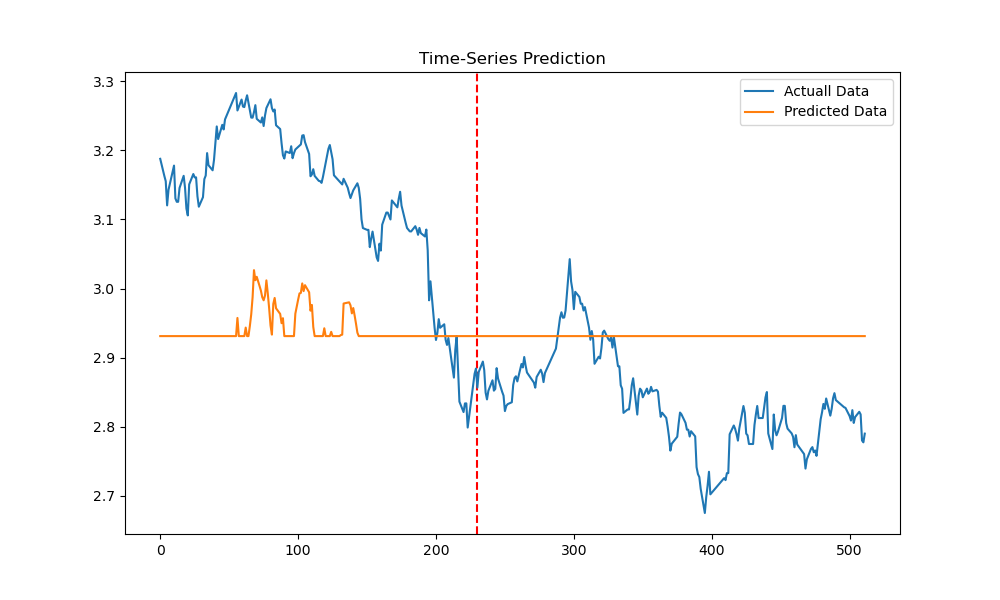 Time-Series Prediction
Actuall Data
Predicted Data
3.3
3.2
3.1
3.0
2.9
2.8
2.7
0 100 200 300 400 500